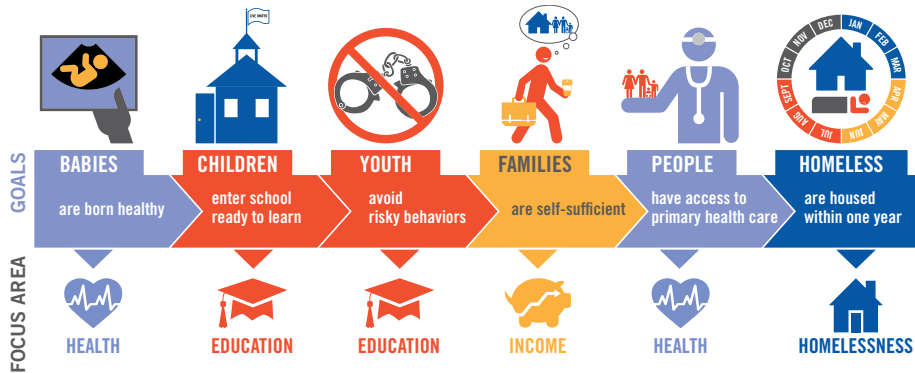 LIVE UNITED
JAN
FEB
MAR
APR
MAY
JUN
JUL
AUG
SEPT
OCT
NOV
DEC
GOALS
BABIES
are born healthy
CHILDREN
enter school
ready to learn
YOUTH
avoid
risky behaviors
FAMILIES
are self-sufficient
PEOPLE
have access to
primary health care
HOMELESS
are housed
within one year
FOCUS AREA
HEALTH
EDUCATION
EDUCATION
INCOME
HEALTH
HOMELESSNESS